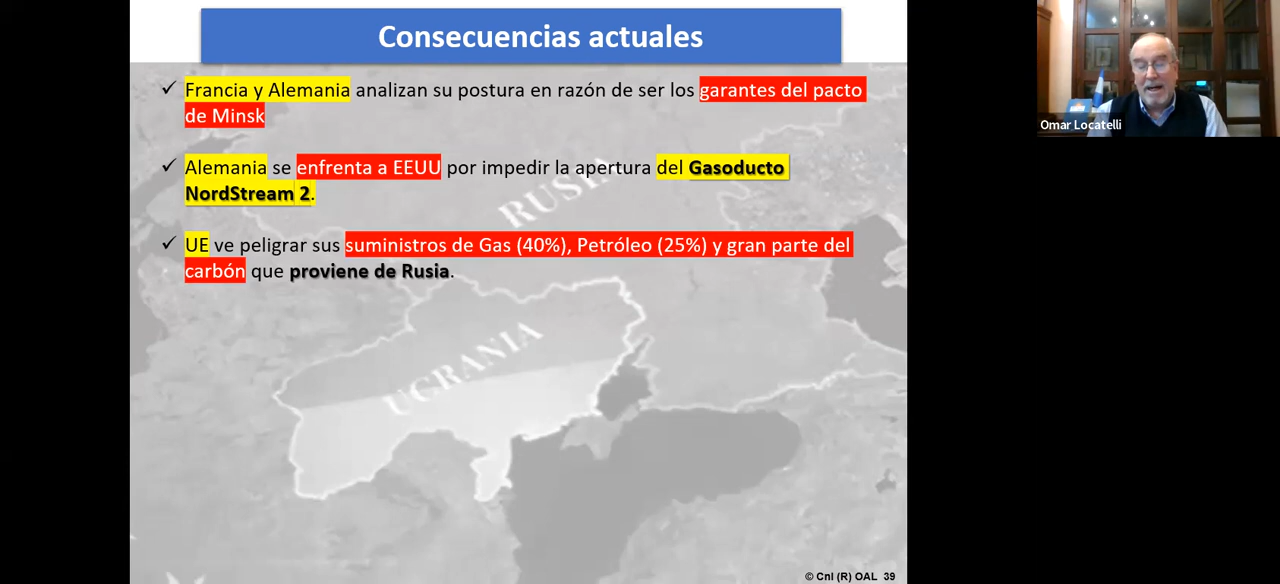 Consecuencias actuales
✓ Francia y Alemania analizan su postura en razón de ser los garantes del pacto
de Minsk
✓ Alemania se enfrenta a EEUU por impedir la apertura del Gasoducto
NordStream 2.
✓ UE ve peligrar sus suministros de Gas (40%), Petróleo (25%) y gran parte del
carbón que proviene de Rusia.
RUSIA
UCRANIA
© Cnl (R) OAL 39
Omar Locatelli